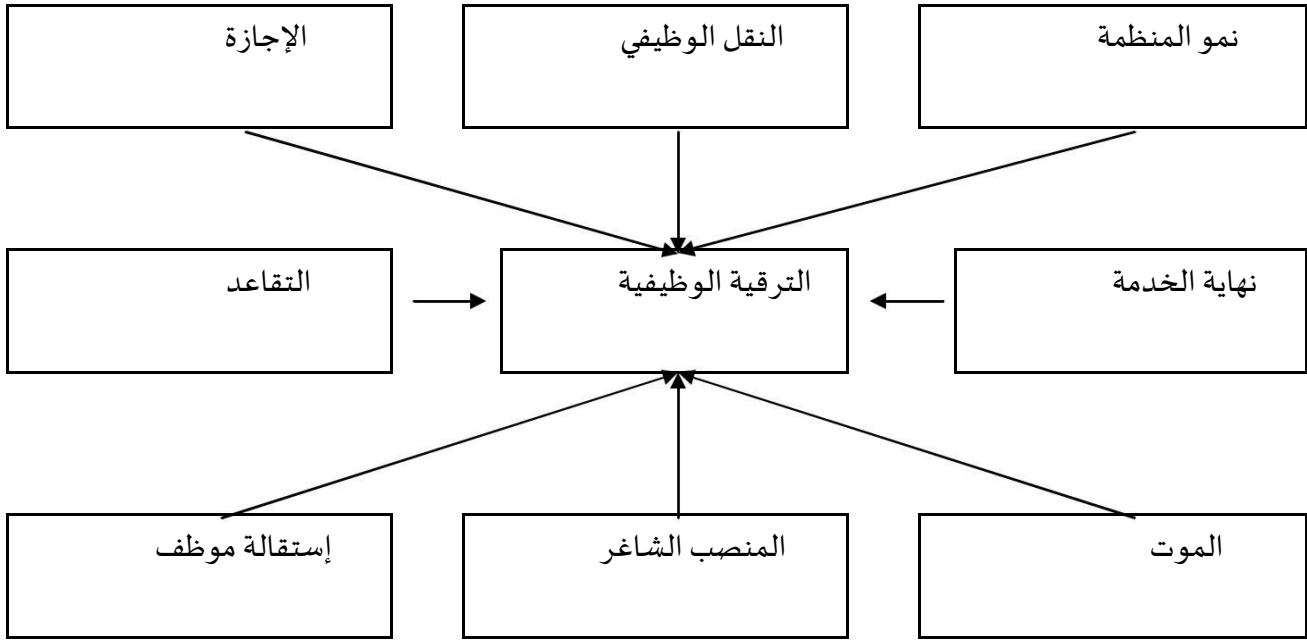 نمو المنظمة
النقل الوظيفي
الإجازة
نهاية الخدمة
الترقية الوظيفية
التقاعد
الموت
المنصب الشاغر
إستقالة موظف